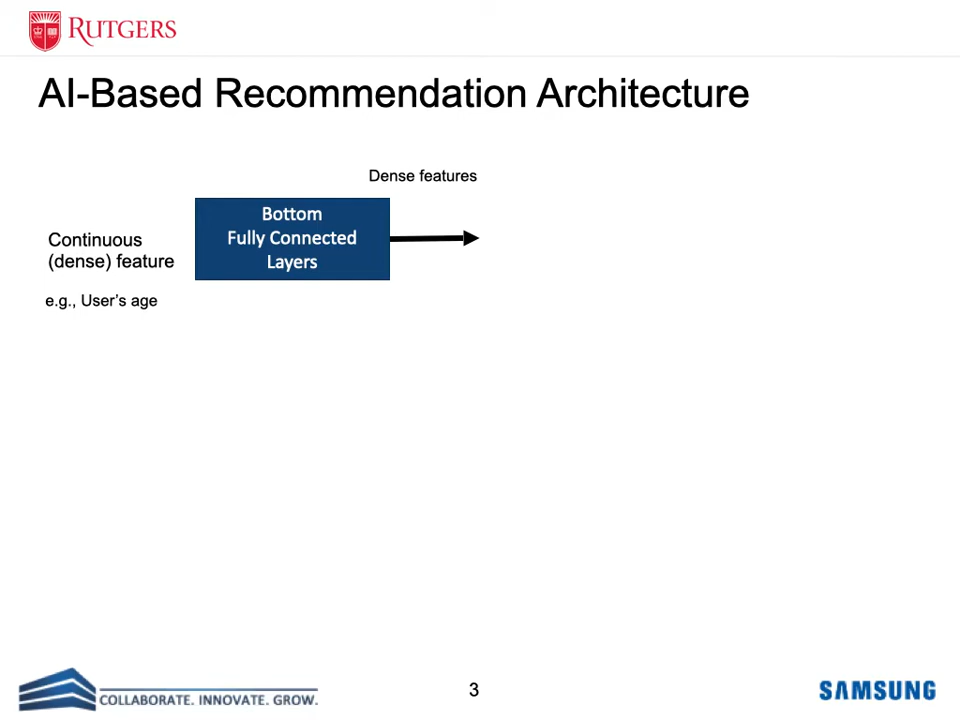 RUTGERS
AI-Based Recommendation Architecture
Dense features
Bottom
Fully Connected
Layers
Continuous
(dense) feature
e.g., User's age
COLLABORATE. INNOVATE. GROW.
3
SAMSUNG